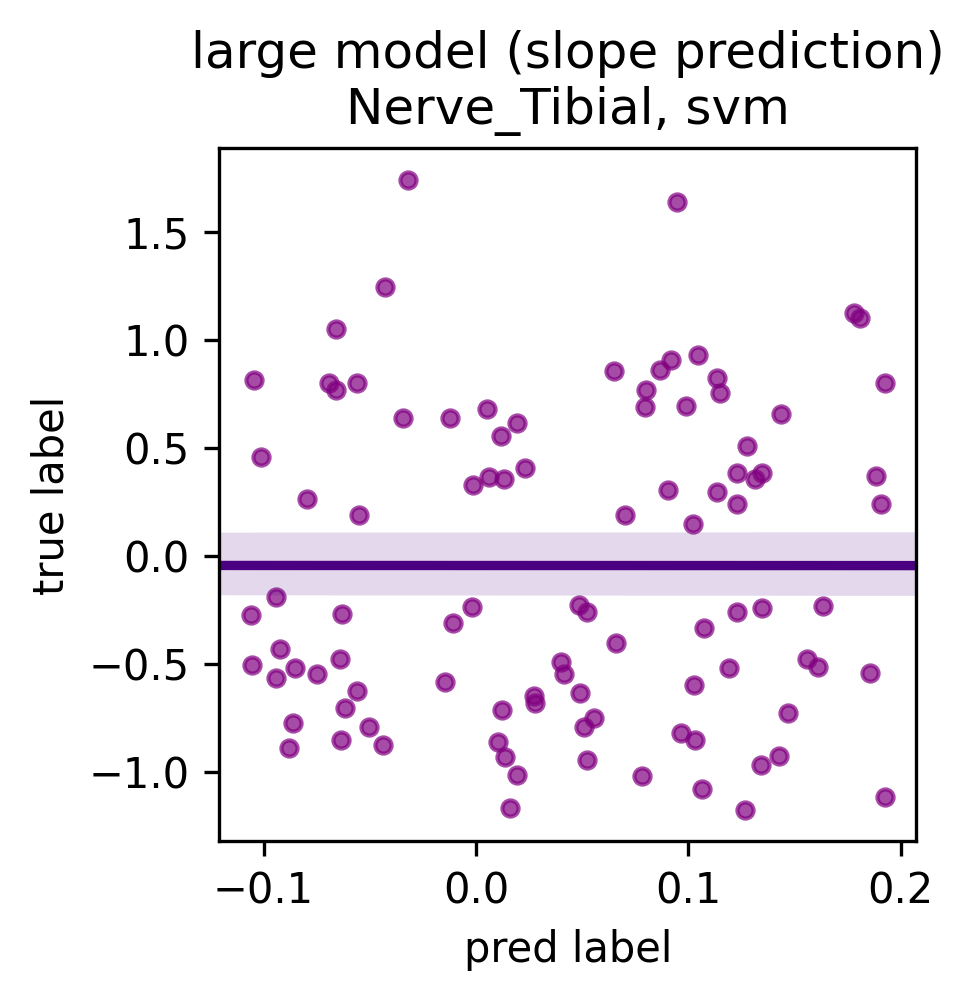 large model (slope prediction)
Nerve_Tibial, svm
1.5
1.0
0.5
0.0
−0.5
−1.0
true label
−0.1
0.0
0.1
0.2
pred label